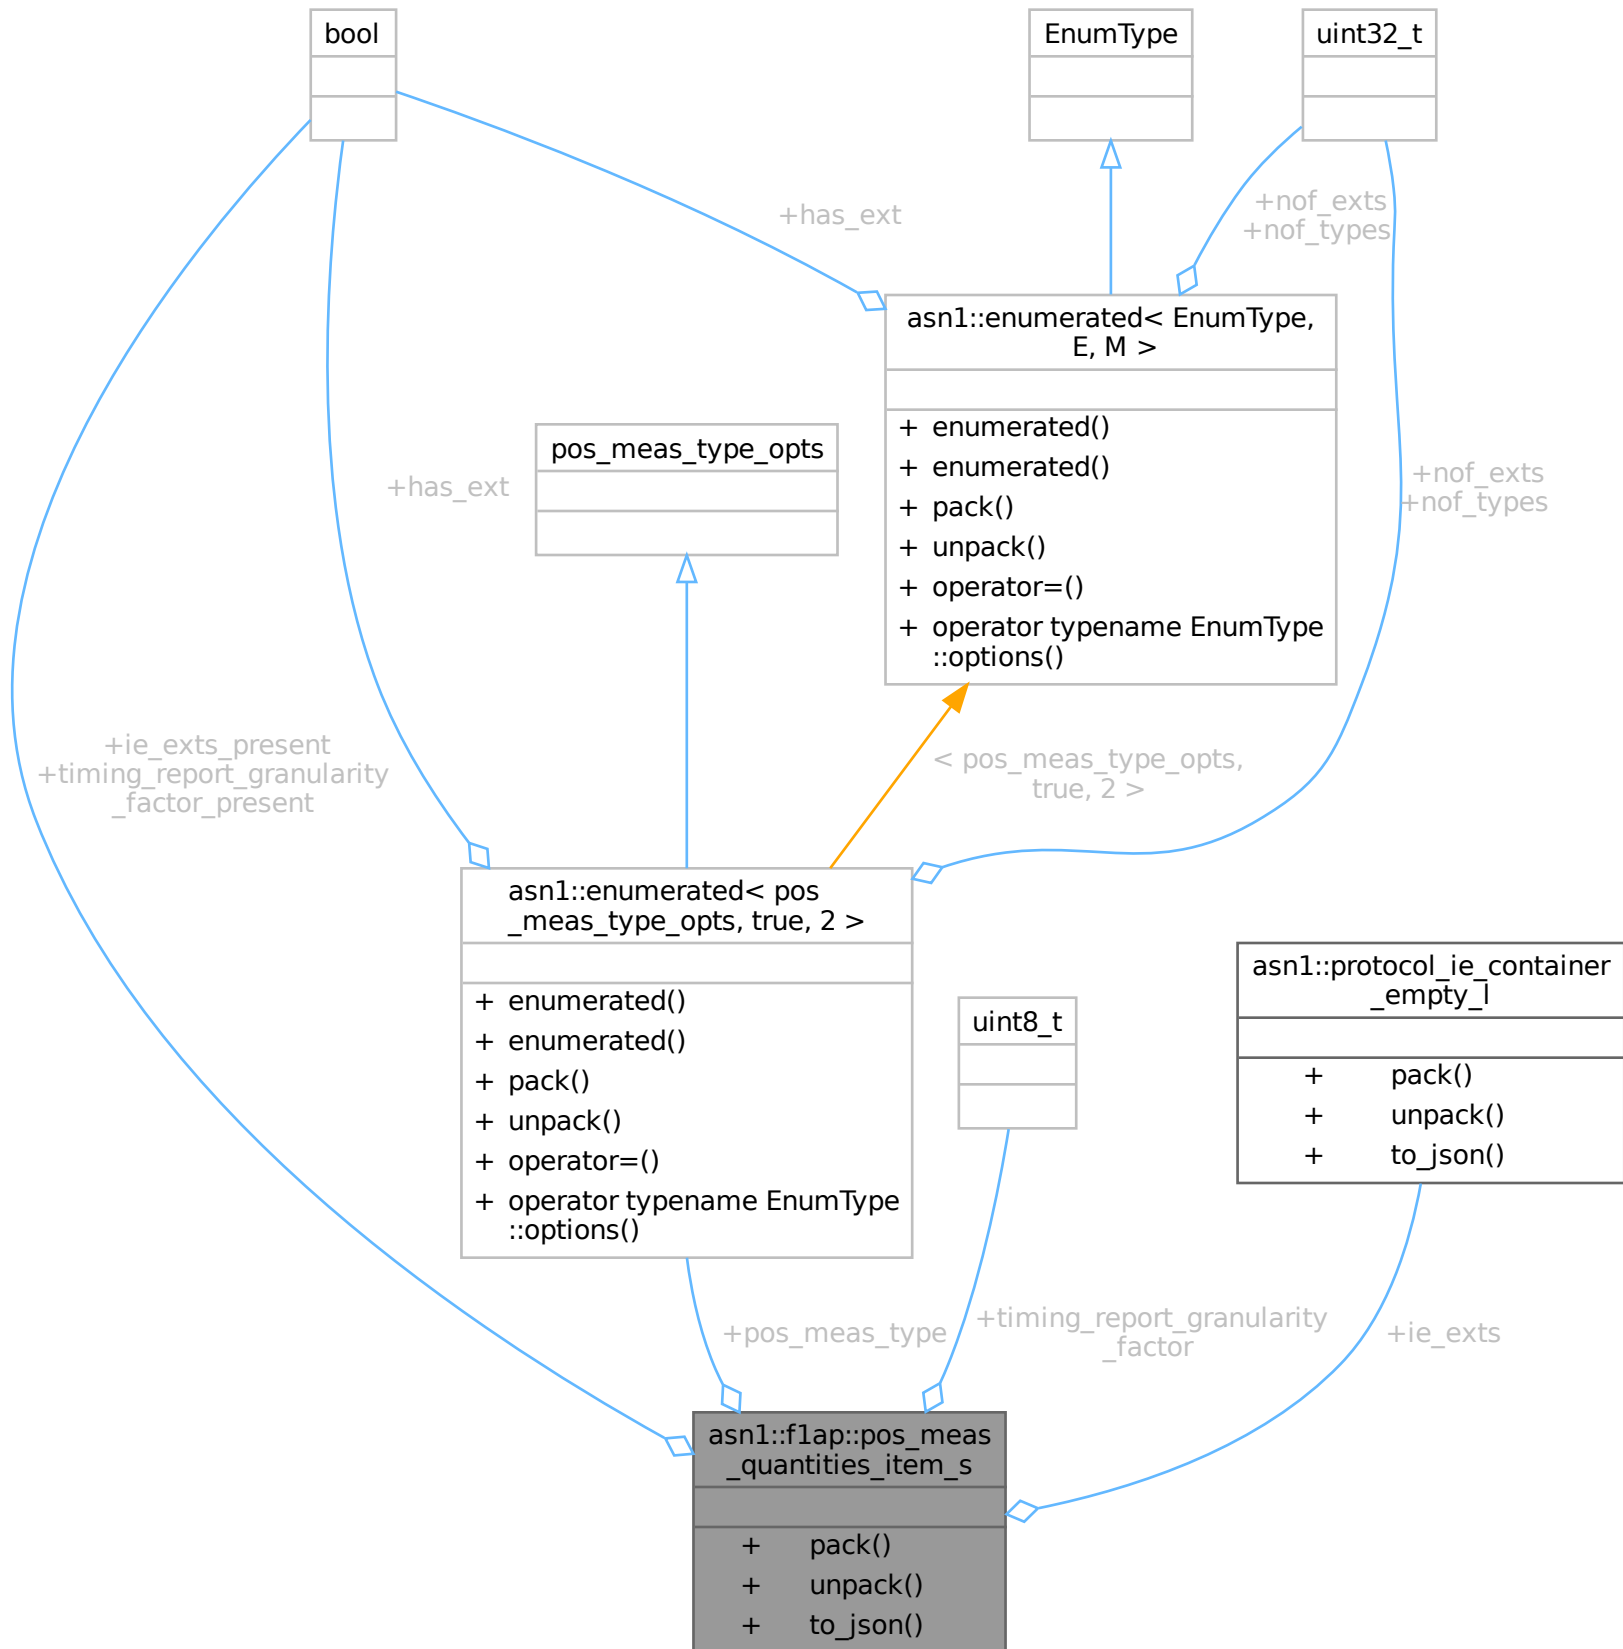 bool
EnumType
uint32_t
+has_ext
+nof_exts
+nof_types
asn1::enumerated< EnumType,
E, M >
+ enumerated()
+ enumerated()
+ pack()
+ unpack()
+ operator=()
+ operator typename EnumType
::options()
pos_meas_type_opts
+has_ext
+nof_exts
+nof_types
+ie_exts_present
+timing_report_granularity
_factor_present
< pos_meas_type_opts,
true, 2 >
asn1::enumerated< pos
_meas_type_opts, true, 2 >
+ enumerated()
+ enumerated()
+ pack()
+ unpack()
+ operator=()
+ operator typename EnumType
::options()
uint8_t
asn1::protocol_ie_container
_empty_l
+ pack()
+ unpack()
+ to_json()
+pos_meas_type
+timing_report_granularity
_factor
+ie_exts
asn1::f1ap::pos_meas
_quantities_item_s
+ pack()
+ unpack()
+ to_json()